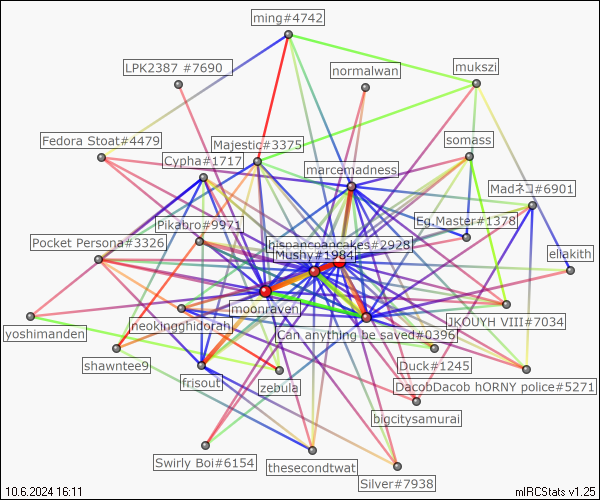 ming#4742
LPK2387 #7690
normalwan
mukszi
Fedora Stoat#4479
Majestic#3375
somass
Cypha#1717
marcemadness
Madネコ#6901
Pikabro#9971
Eg.Master#1378
Pocket Persona#3326
hispancpancakes#2928
Mushy#1984
ellakith
moonraven
neokingghidorah
JKOUYH VIII#7034
yoshimanden
Can anything be saved#0396
shawntee9
Duck#1245
frisout
zebula
DacobDacob hORNY police#5271
bigcitysamurai
Swirly Boi#6154
thesecondtwat
Silver#7938
10.6.2024 16:11
mIRCStats v1.25